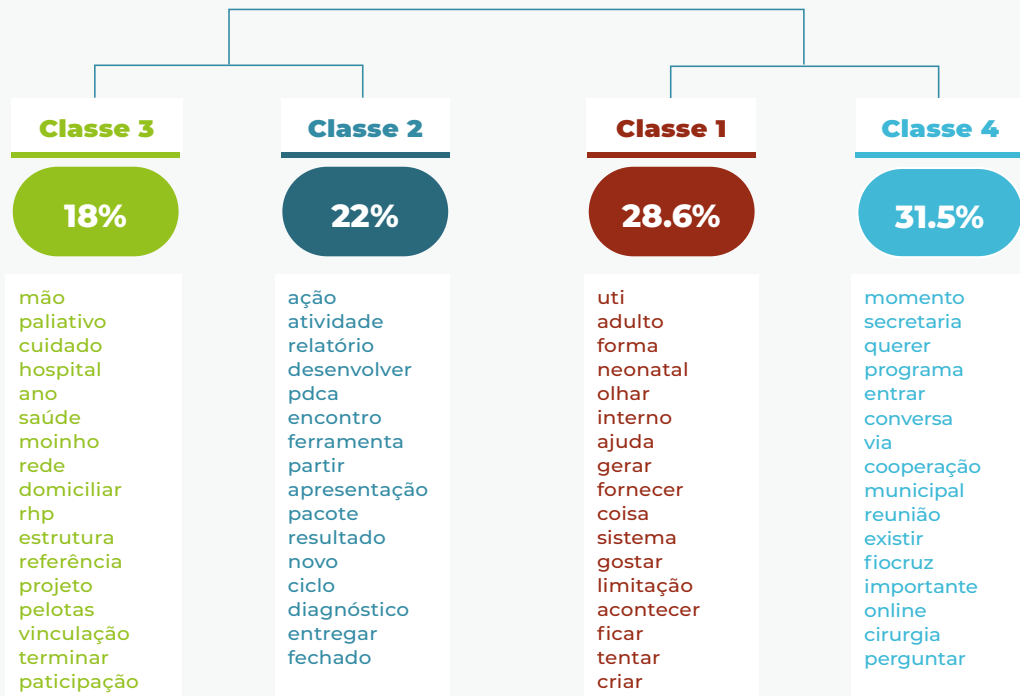 Classe 3
18%
mão
paliativo
cuidado
hospital
ano
saúde
moinho
rede
domiciliar
rhp
estrutura
referência
projeto
pelotas
vinculação
terminar
paticipação
Classe 2
22%
ação
atividade
relatório
desenvolver
pdca
encontro
ferramenta
partir
apresentação
pacote
resultado
novo
ciclo
diagnóstico
entregar
fechado
Classe 1
28.6%
uti
adulto
forma
neonatal
olhar
interno
ajuda
gerar
fornecer
coisa
sistema
gostar
limitação
acontecer
ficar
tentar
criar
Classe 4
31.5%
momento
secretaria
querer
programa
entrar
conversa
via
cooperação
municipal
reunião
existir
fiocruz
importante
online
cirurgia
perguntar